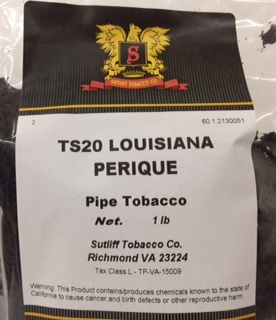 S
SUTLIFF TOBACCO CO.
2 60.1.2130051
TS20 LOUISIANA
PERIQUE
Pipe Tobacco
Net. 1 lb
Sutliff Tobacco Co.
Richmond VA 23224
Tax Class L - TP-VA-15009
Warning: This Product contains/produces chemicals known to the state of
California to cause cancer,and birth defects or other reproductive harm.